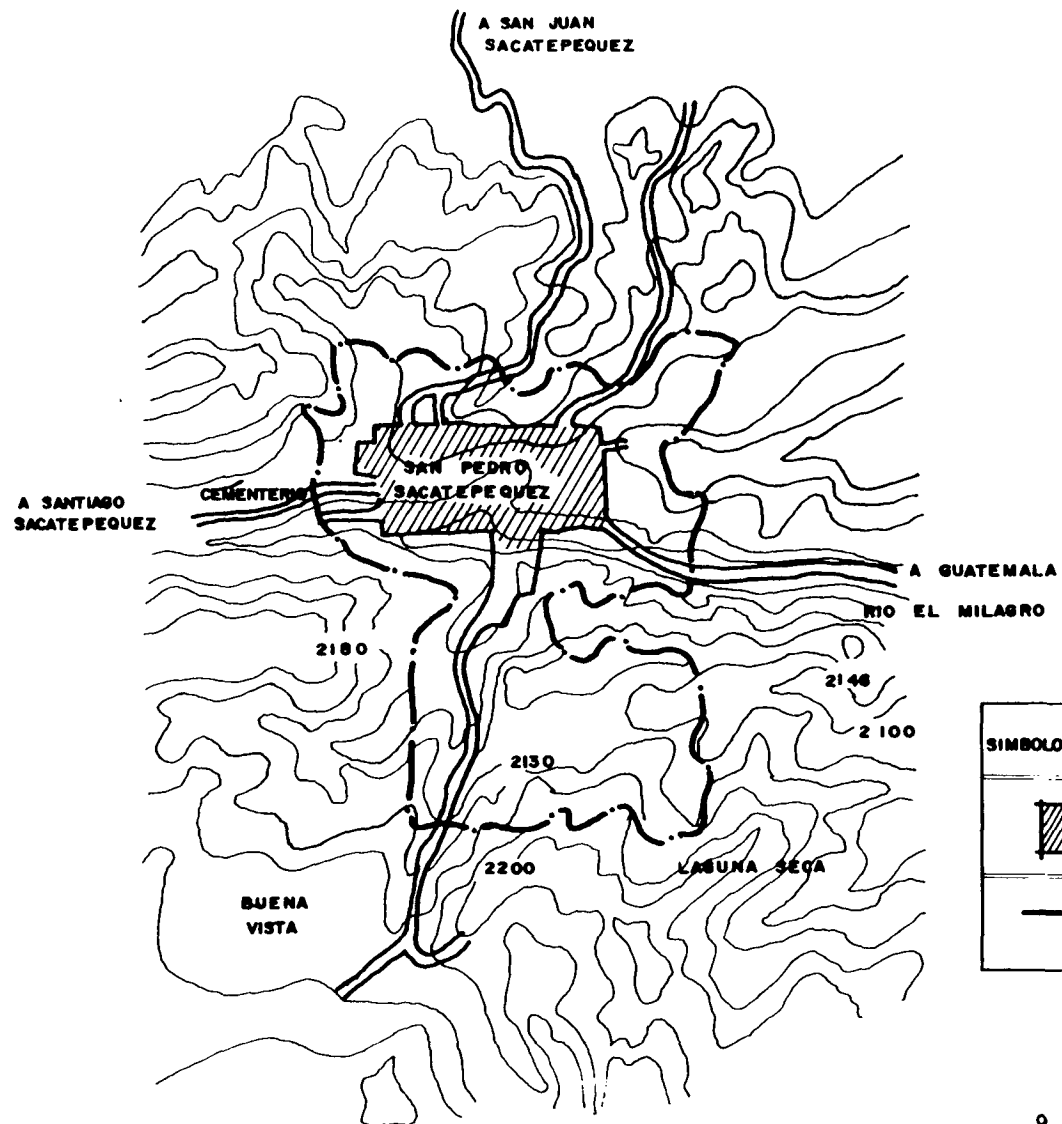 A SAN JUAN
SACATEPEQUEZ
SAN PEDRO
SACATEPEQUEZ
CEMENTERIO
A SANTIAGO
SACATEPEQUEZ
A GUATEMALA
RIO EL MILAGRO
2180
2146
2100
SIMBOLO
2130
2200
LAGUNA SECA
BUENA
VISTA
9